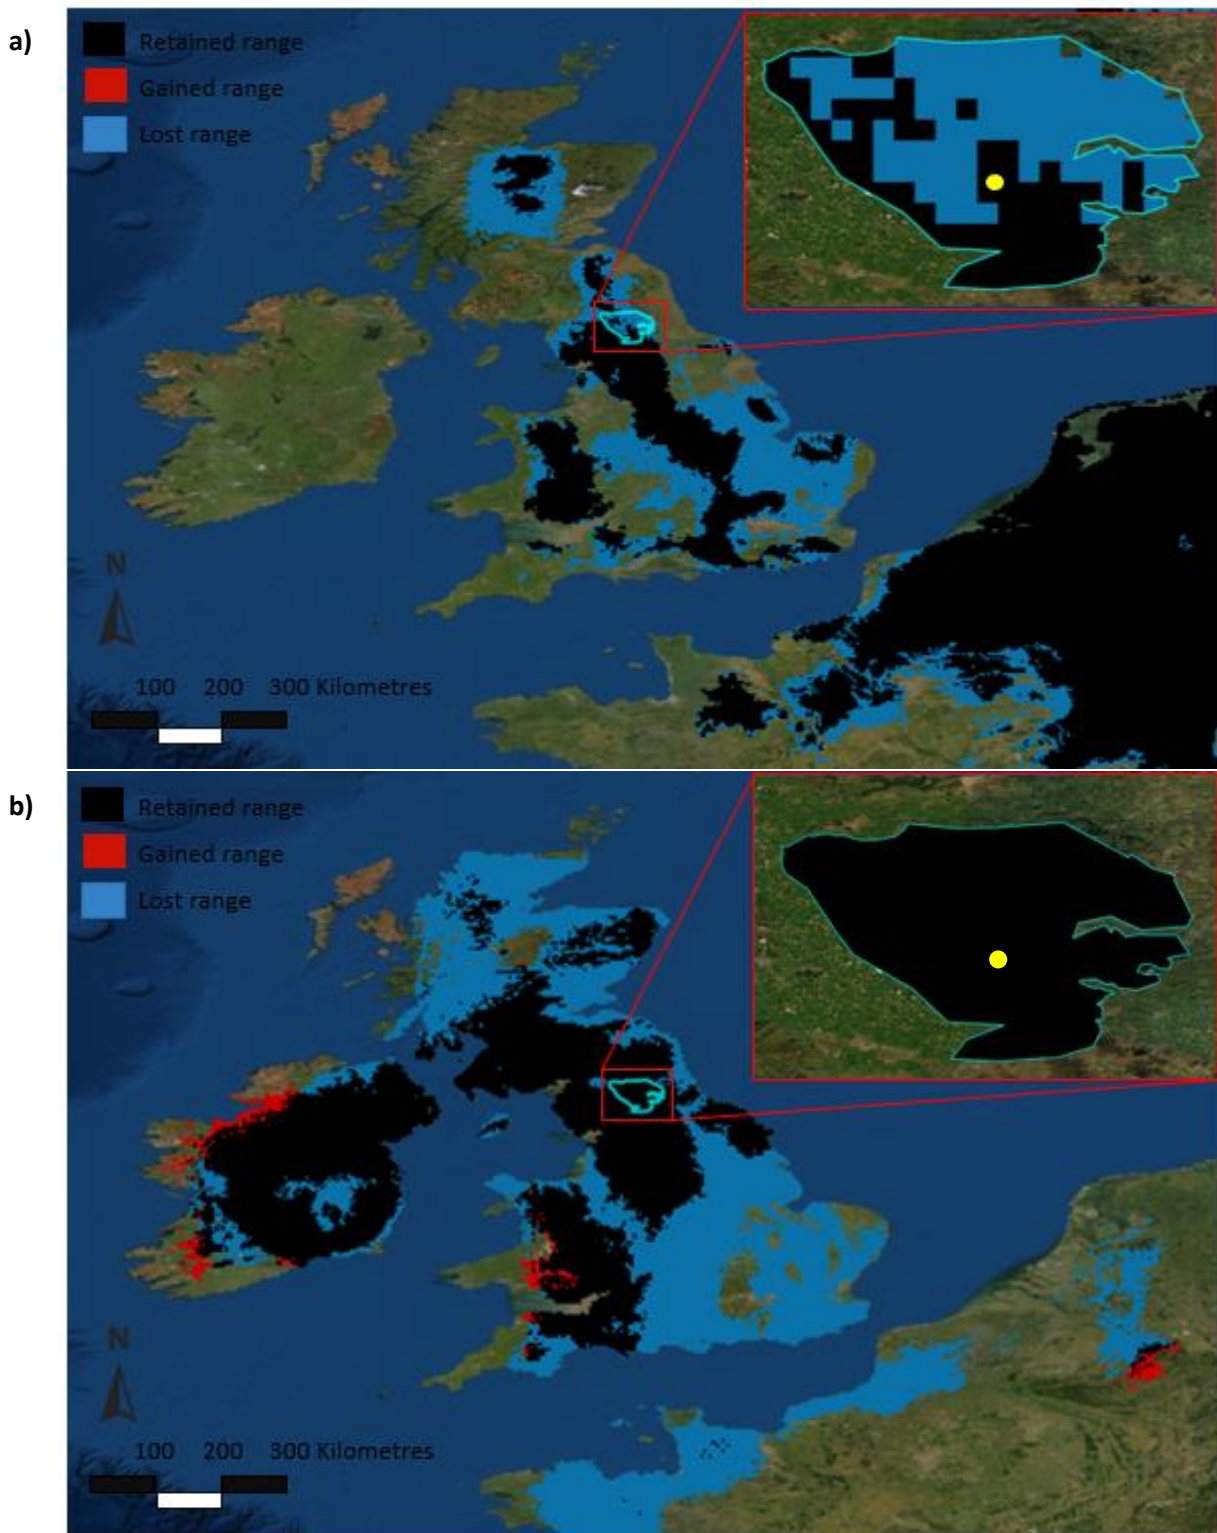 a)
Retained range
Gained range
Lost range
N
100 200 300 Kilometres
b)
Retained range
Gained range
Lost range
N
100 200 300 Kilometres